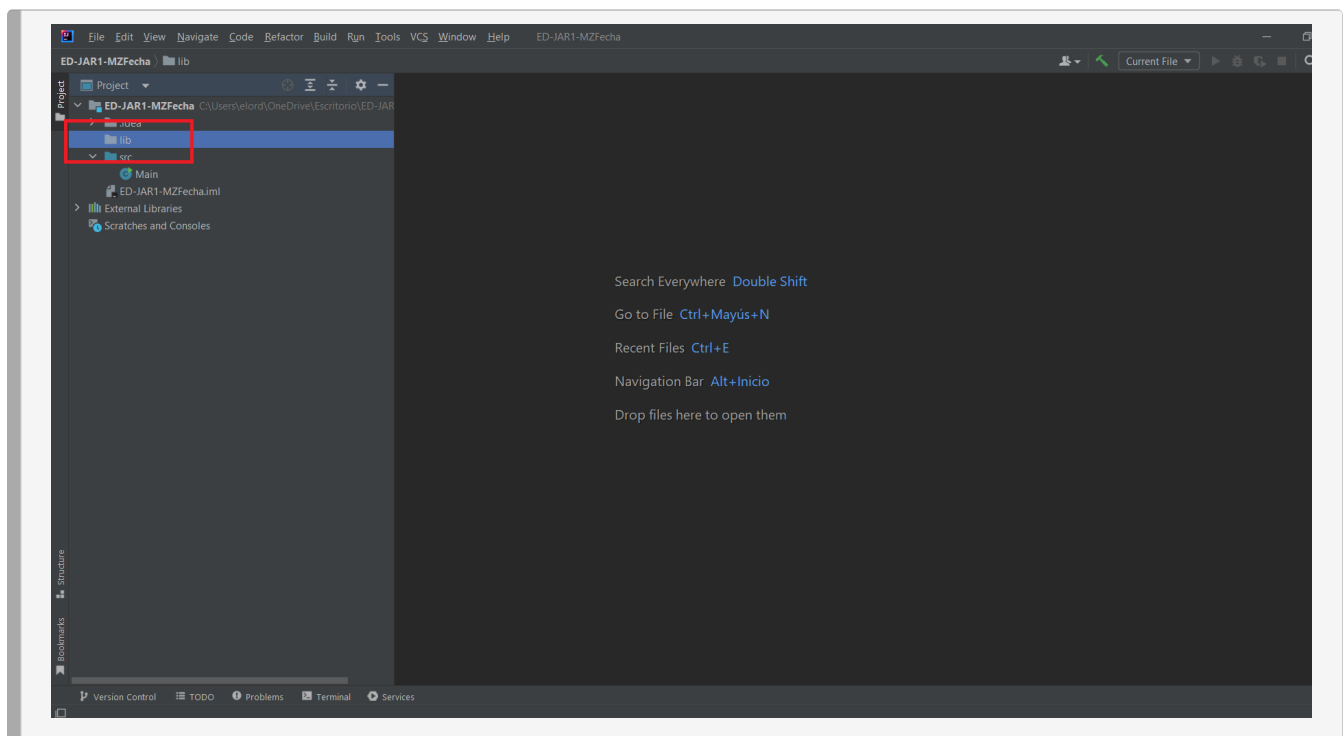 File Edit View Navigate Code Refactor Build Run Tools VCS Window Help ED-JAR1-MZFecha
ED-JAR1-MZFecha lib
Current File
Project
Project
ED-JAR1-MZFecha C:\Users\elord\OneDrive\Escritorio\ED-JAR
.idea
lib
src
Main
ED-JAR1-MZFecha.iml
External Libraries
Scratches and Consoles
Search Everywhere Double Shift
Go to File Ctrl+Mayús+N
Recent Files Ctrl+E
Navigation Bar Alt+Inicio
Drop files here to open them
Structure
Bookmarks
Version Control TODO Problems Terminal Services